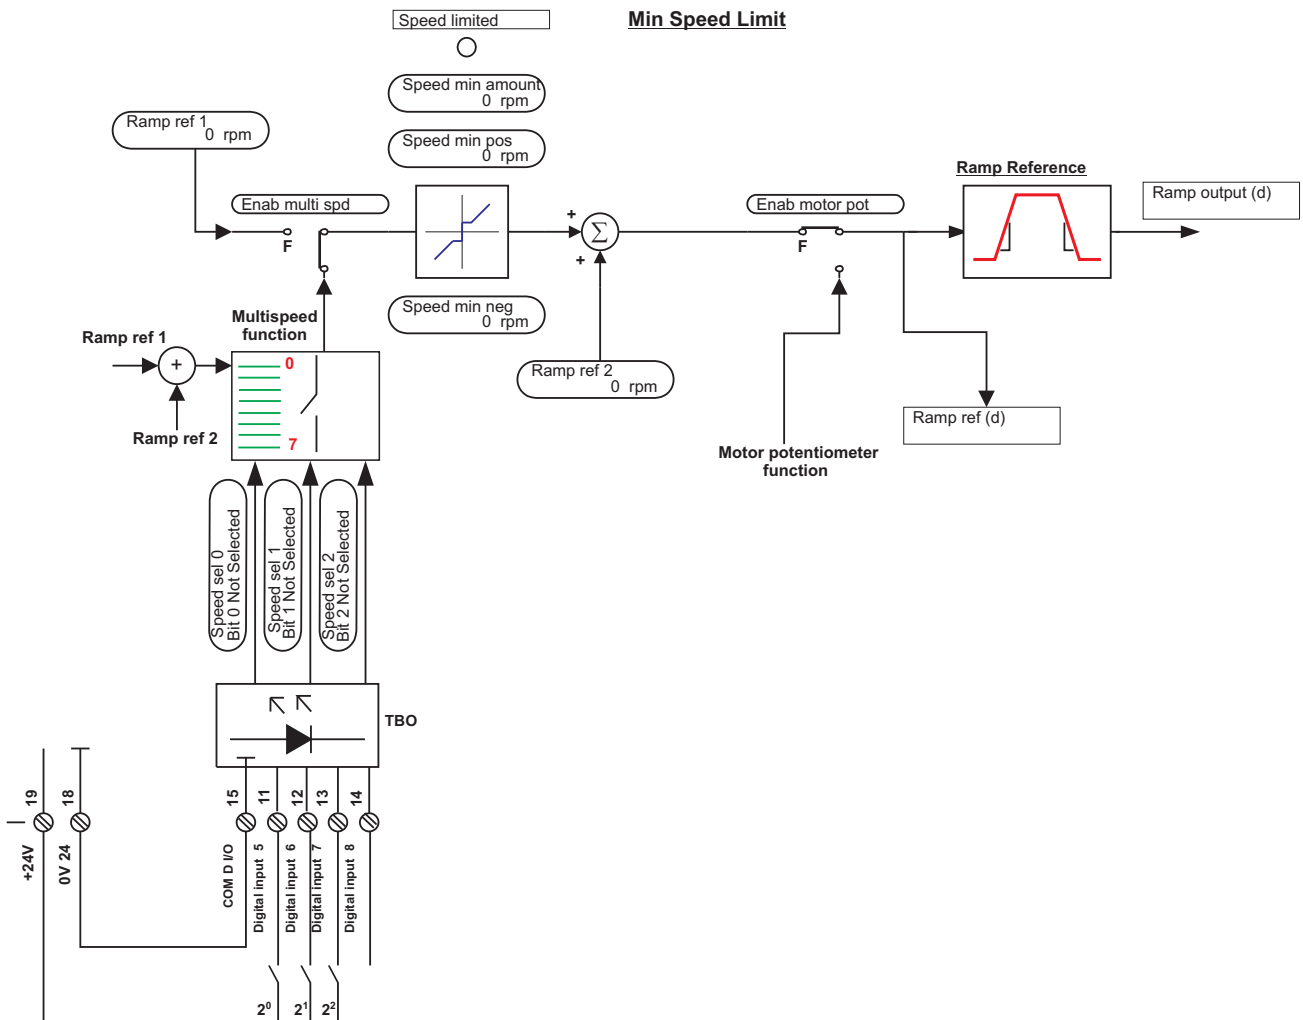 Speed limited
Min Speed Limit
Speed min amount
0 rpm
Ramp ref 1
0 rpm
Speed min pos
0 rpm
Ramp Reference
Ramp output (d)
Enab multi spd
Enab motor pot
F
+
Σ
+
F
Speed min neg
0 rpm
Multispeed
function
Ramp ref 1
+
0
7
Ramp ref 2
Ramp ref 2
0 rpm
Ramp ref (d)
Motor potentiometer
function
Speed sel 0
Bit 0 Not Selected
Speed sel 1
Bit 1 Not Selected
Speed sel 2
Bit 2 Not Selected
TBO
19
18
15
11
12
13
14
+24V
0V 24
COM D I/O
Digital input 5
Digital input 6
Digital input 7
Digital input 8
2⁰
2¹
2²